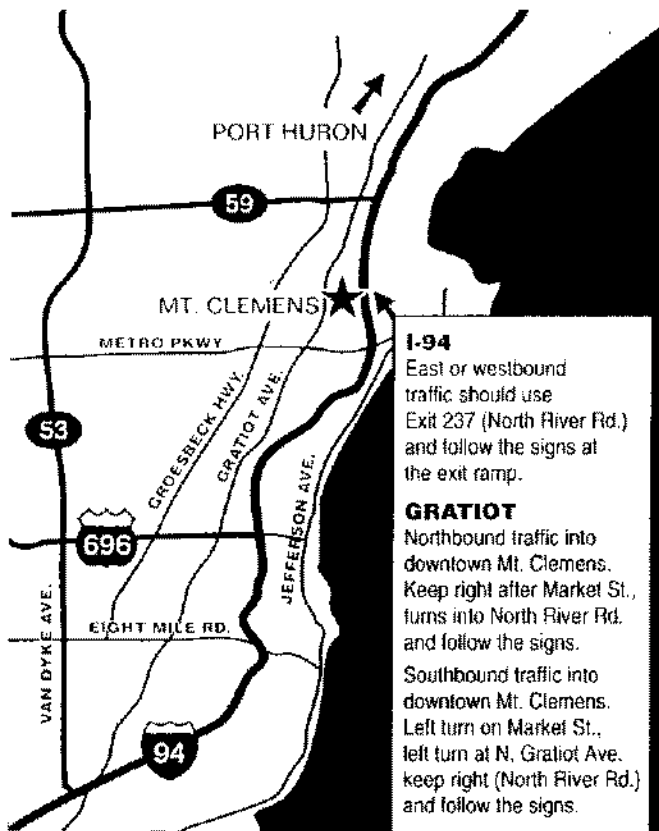 PORT HURON
59
MT. CLEMENS
METRO PKWY
53
GROESBECK HWY.
GRATIOT AVE.
JEFFERSON AVE.
696
EIGHT MILE RD.
VAN DYKE AVE.
94
I-94
East or westbound
traffic should use
Exit 237 (North River Rd.)
and follow the signs at
the exit ramp.
GRATIOT
Northbound traffic into
downtown Mt. Clemens.
Keep right after Market St.,
turns into North River Rd.
and follow the signs.
Southbound traffic into
downtown Mt. Clemens.
Left turn on Market St.,
left turn at N. Gratiot Ave.
keep right (North River Rd.)
and follow the signs.